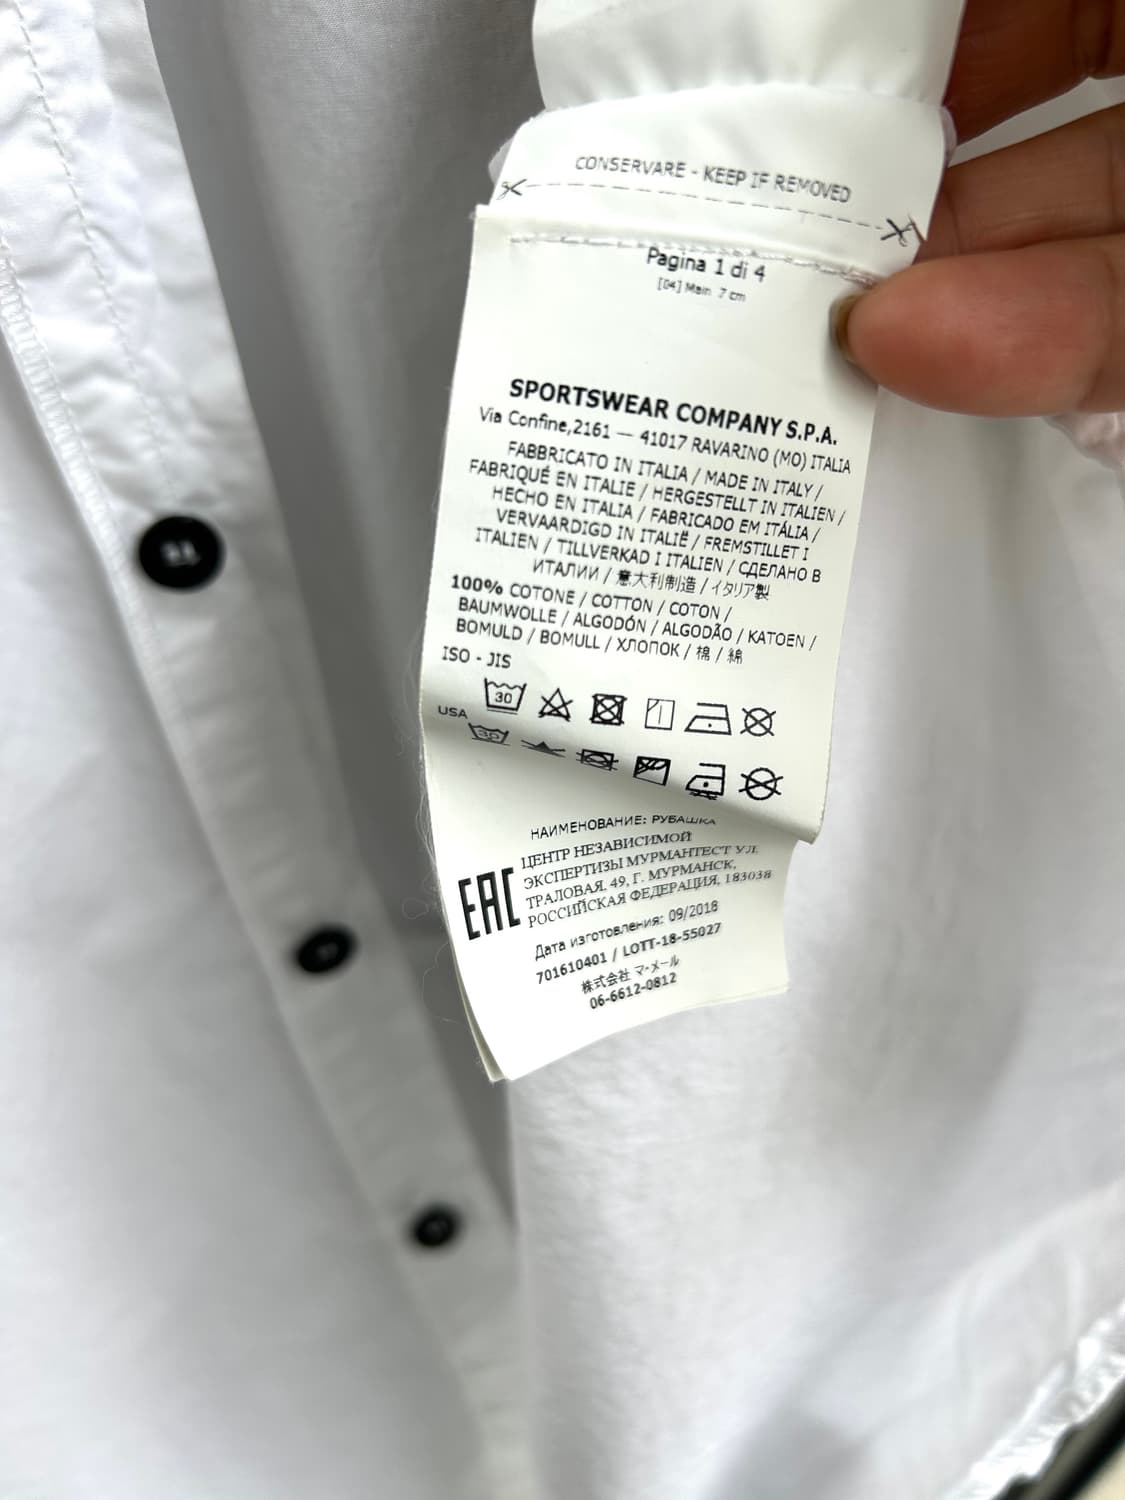 CONSERVARE - KEEP IF REMOVED
Pagina 1 di 4
[04] Main 7 cm
SPORTSWEAR COMPANY S.P.A.
Via Confine,2161 — 41017 RAVARINO (MO) ITALIA
FABBRICATO IN ITALIA / MADE IN ITALY /
FABRIQUÉ EN ITALIE / HERGESTELLT IN ITALIEN /
HECHO EN ITALIA / FABRICADO EM ITÁLIA /
VERVAARDIGD IN ITALIË / FREMSTILLET I
ITALIEN / TILLVERKAD I ITALIEN / СДЕЛАНО В
ИТАЛИИ / 意大利制造 / イタリア製
100% COTONE / COTTON / COTON /
BAUMWOLLE / ALGODÓN / ALGODÃO / KATOEN /
BOMULD / BOMULL / ХЛОПОК / 棉 / 綿
ISO - JIS
30
USA
30
НАИМЕНОВАНИЕ: РУБАШКА
EAC
ЦЕНТР НЕЗАВИСИМОЙ
ЭКСПЕРТИЗЫ МУРМАНТЕСТ УЛ.
ТРАЛОВАЯ, 49, Г. МУРМАНСК,
РОССИЙСКАЯ ФЕДЕРАЦИЯ, 183038
Дата изготовления: 09/2018
701610401 / LOTT-18-55027
株式会社 マ・メール
06-6612-0812